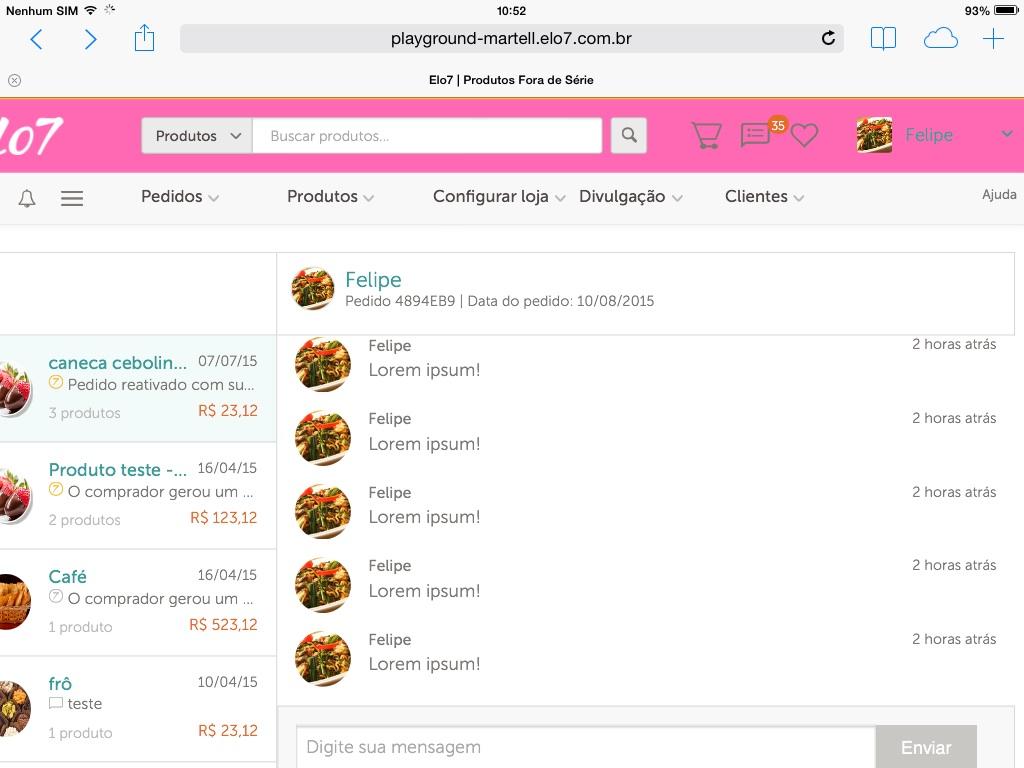 Nenhum SIM
10:52
93%
playground-martell.elo7.com.br
Elo7 | Produtos Fora de Série
elo7
Produtos
Buscar produtos...
35
Felipe
Pedidos
Produtos
Configurar loja
Divulgação
Clientes
Ajuda
Felipe
Pedido 4894EB9 | Data do pedido: 10/08/2015
caneca cebolin... 07/07/15
Pedido reativado com su...
3 produtos R$ 23,12
Produto teste -... 16/04/15
O comprador gerou um ...
2 produtos R$ 123,12
Café 16/04/15
O comprador gerou um ...
1 produto R$ 523,12
frô 10/04/15
teste
1 produto R$ 23,12
Felipe 2 horas atrás
Lorem ipsum!
Felipe 2 horas atrás
Lorem ipsum!
Felipe 2 horas atrás
Lorem ipsum!
Felipe 2 horas atrás
Lorem ipsum!
Felipe 2 horas atrás
Lorem ipsum!
Digite sua mensagem
Enviar